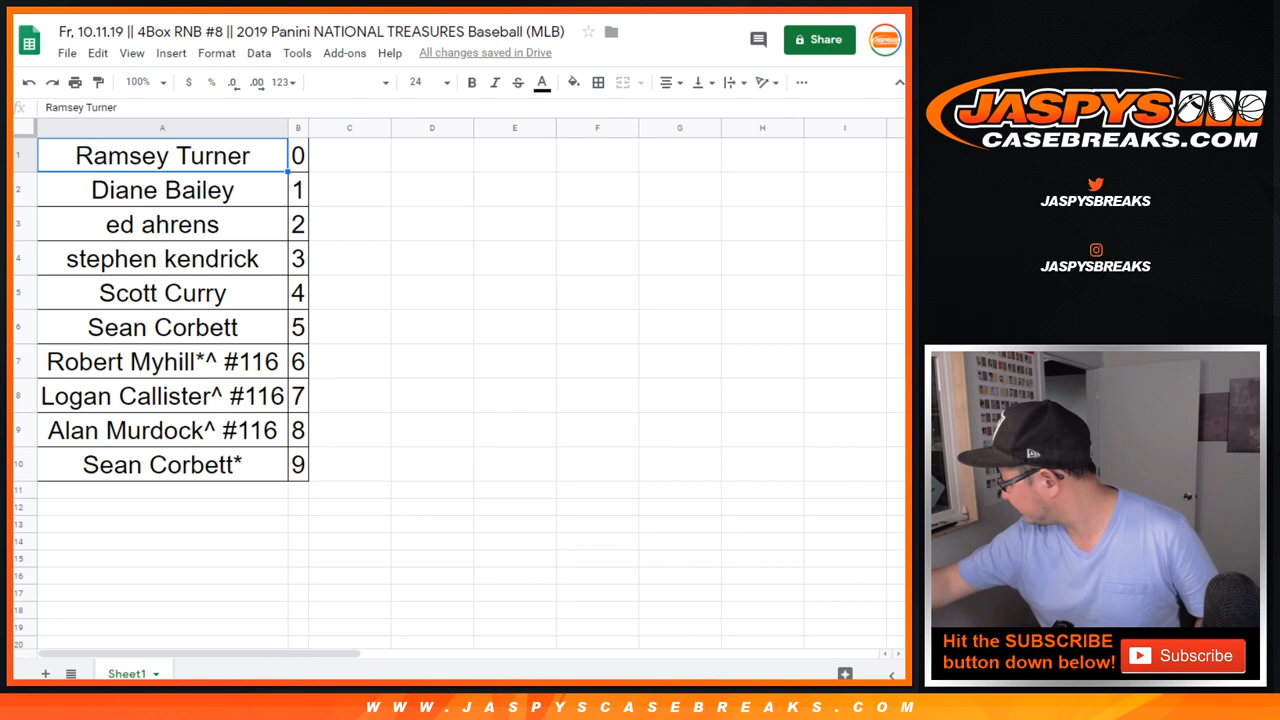 Fr, 10.11.19 || 4Box RNB #8 || 2019 Panini NATIONAL TREASURES Baseball (MLB)
File Edit View Insert Format Data Tools Add-ons Help All changes saved in Drive
Share
100% $ % .0 .00 123 24 B I S A
fx Ramsey Turner
A B C D E F G H I
1 Ramsey Turner 0
2 Diane Bailey 1
3 ed ahrens 2
4 stephen kendrick 3
5 Scott Curry 4
6 Sean Corbett 5
7 Robert Myhill*^ #116 6
8 Logan Callister^ #116 7
9 Alan Murdock^ #116 8
10 Sean Corbett* 9
11
12
13
14
15
16
17
18
19
20
+ Sheet1
JASPYS
CASEBREAKS.COM
JASPYSBREAKS
JASPYSBREAKS
Hit the SUBSCRIBE
button down below!
Subscribe
WWW.JASPYSCASEBREAKS.COM